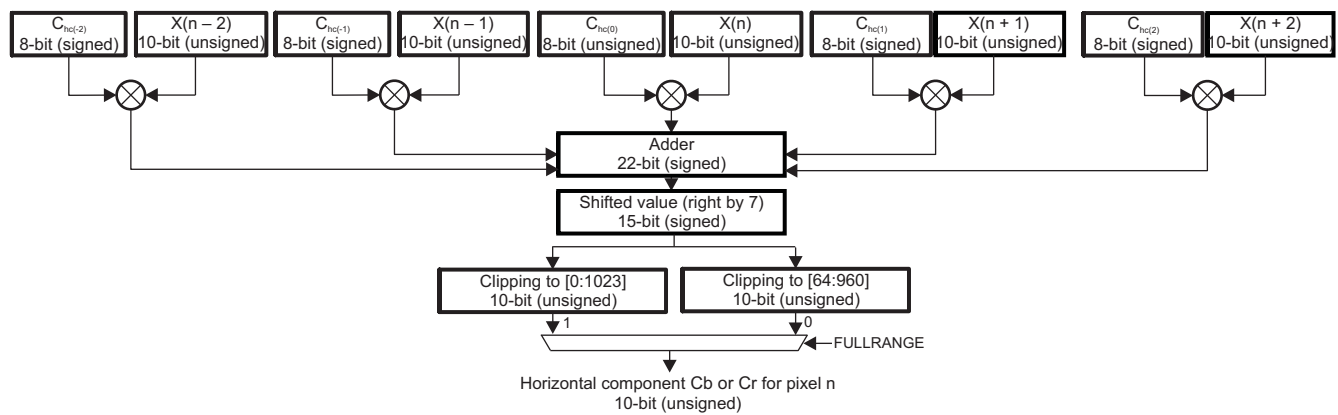 Chc(-2)
8-bit (signed)
X(n – 2)
10-bit (unsigned)
Chc(-1)
8-bit (signed)
X(n – 1)
10-bit (unsigned)
Chc(0)
8-bit (signed)
X(n)
10-bit (unsigned)
Chc(1)
8-bit (signed)
X(n + 1)
10-bit (unsigned)
Chc(2)
8-bit (signed)
X(n + 2)
10-bit (unsigned)
Adder
22-bit (signed)
Shifted value (right by 7)
15-bit (signed)
Clipping to [0:1023]
10-bit (unsigned)
Clipping to [64:960]
10-bit (unsigned)
1
0
FULLRANGE
Horizontal component Cb or Cr for pixel n
10-bit (unsigned)